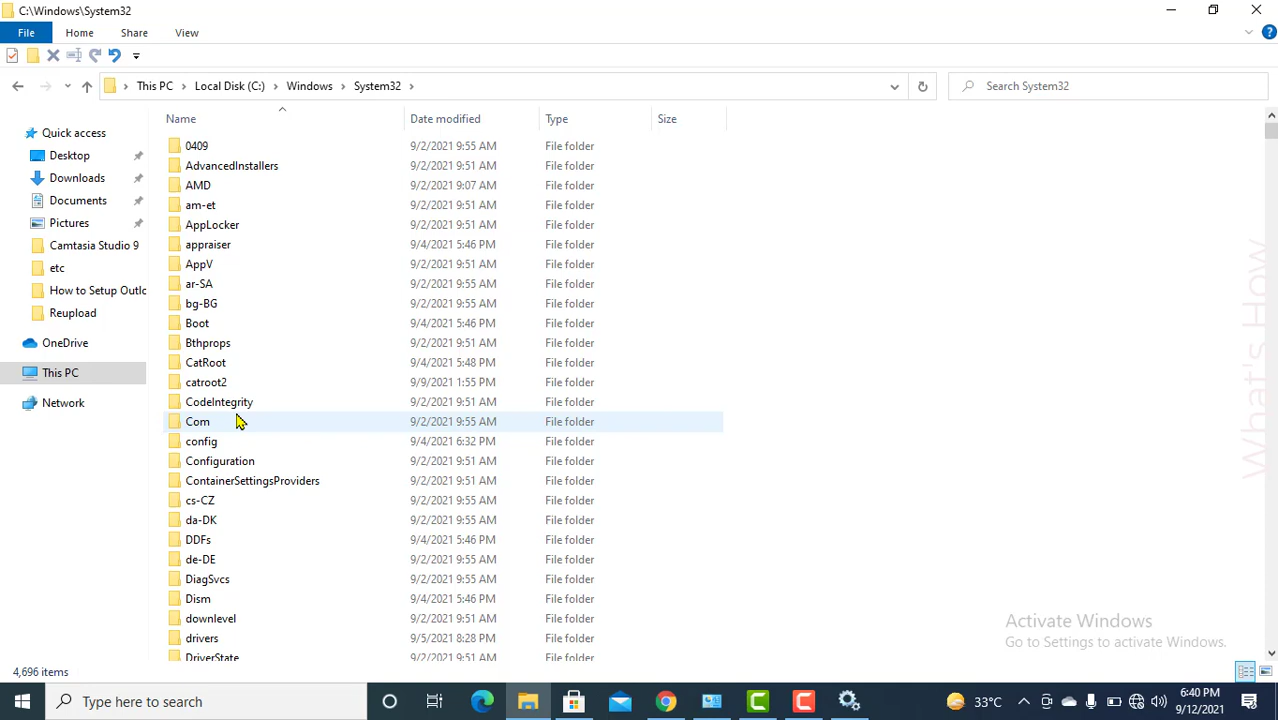 C:\Windows\System32
File Home Share View
This PC Local Disk (C:) Windows System32 Search System32
Name Date modified Type Size
Quick access
Desktop
Downloads
Documents
Pictures
Camtasia Studio 9
etc
How to Setup Outlo
Reupload
OneDrive
This PC
Network
0409 9/2/2021 9:55 AM File folder
AdvancedInstallers 9/2/2021 9:51 AM File folder
AMD 9/2/2021 9:07 AM File folder
am-et 9/2/2021 9:51 AM File folder
AppLocker 9/2/2021 9:51 AM File folder
appraiser 9/4/2021 5:46 PM File folder
AppV 9/2/2021 9:51 AM File folder
ar-SA 9/2/2021 9:55 AM File folder
bg-BG 9/2/2021 9:55 AM File folder
Boot 9/4/2021 5:46 PM File folder
Bthprops 9/2/2021 9:51 AM File folder
CatRoot 9/4/2021 5:48 PM File folder
catroot2 9/9/2021 1:55 PM File folder
CodeIntegrity 9/2/2021 9:51 AM File folder
Com 9/2/2021 9:55 AM File folder
config 9/4/2021 6:32 PM File folder
Configuration 9/2/2021 9:51 AM File folder
ContainerSettingsProviders 9/2/2021 9:51 AM File folder
cs-CZ 9/2/2021 9:55 AM File folder
da-DK 9/2/2021 9:55 AM File folder
DDFs 9/4/2021 5:46 PM File folder
de-DE 9/2/2021 9:55 AM File folder
DiagSvcs 9/2/2021 9:51 AM File folder
Dism 9/4/2021 5:46 PM File folder
downlevel 9/2/2021 9:51 AM File folder
drivers 9/5/2021 8:28 PM File folder
DriverState 9/2/2021 9:51 AM File folder
What's How
Activate Windows
Go to Settings to activate Windows.
4,696 items
Type here to search
33°C
6:40 PM
9/12/2021